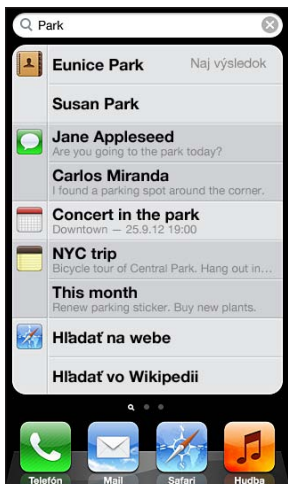 Park
Eunice Park Naj výsledok
Susan Park
Jane Appleseed
Are you going to the park today?
Carlos Miranda
I found a parking spot around the corner.
Concert in the park
Downtown — 25.9.12 19:00
NYC trip
Bicycle tour of Central Park. Hang out in…
This month
Renew parking sticker. Buy new plants.
Hľadať na webe
Hľadať vo Wikipedii
Telefón Mail Safari Hudba